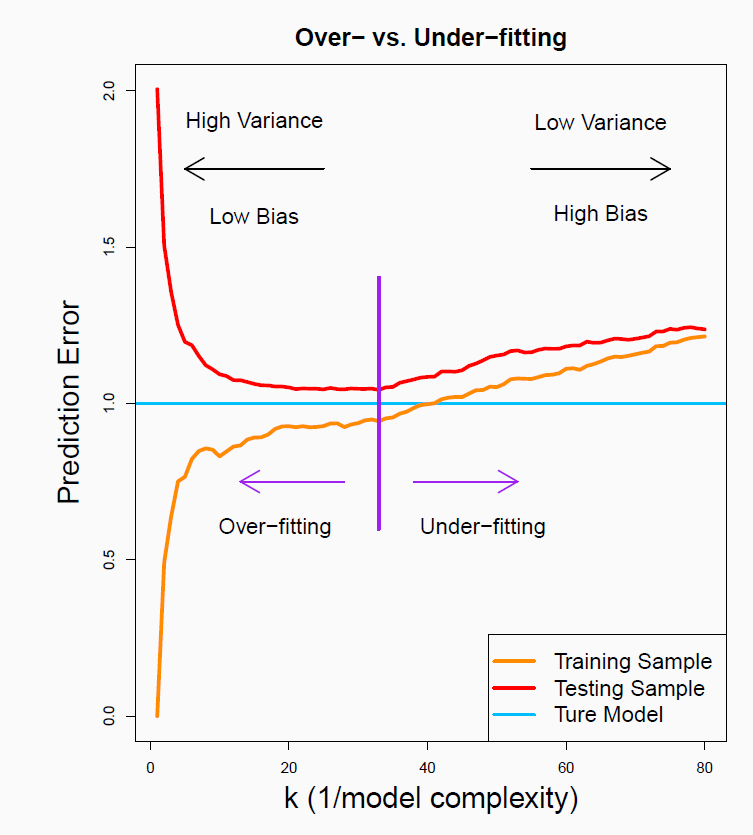 Over− vs. Under−fitting
High Variance
Low Variance
Low Bias
High Bias
Over−fitting
Under−fitting
Prediction Error
2.0
1.5
1.0
0.5
0.0
0
20
40
60
80
k (1/model complexity)
Training Sample
Testing Sample
Ture Model